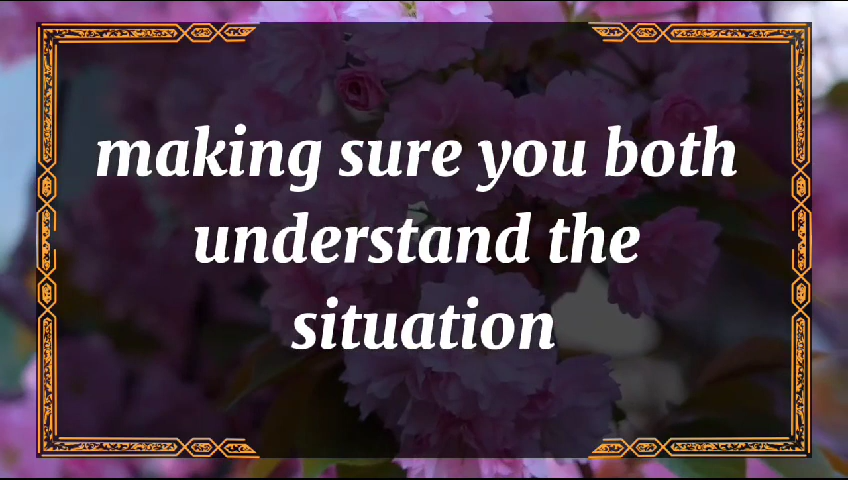 making sure you both
understand the
situation